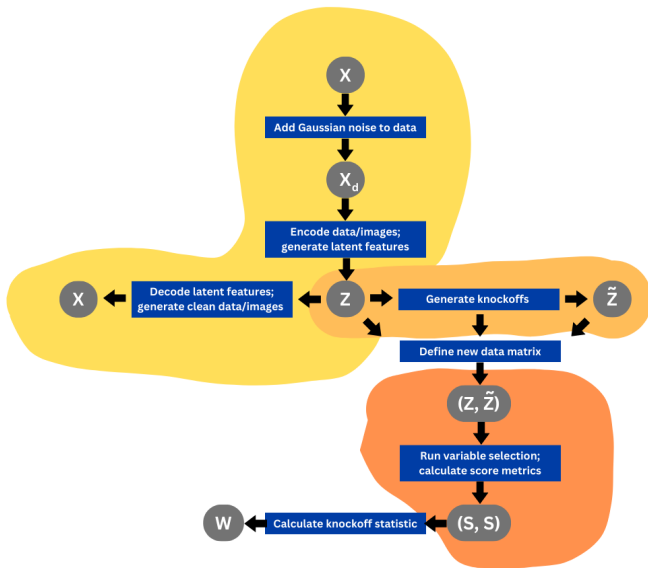 X
Add Gaussian noise to data
X_d
Encode data/images;
generate latent features
X
Decode latent features;
generate clean data/images
Z
Generate knockoffs
Z̃
Define new data matrix
(Z, Z̃)
Run variable selection;
calculate score metrics
W
Calculate knockoff statistic
(S, S)